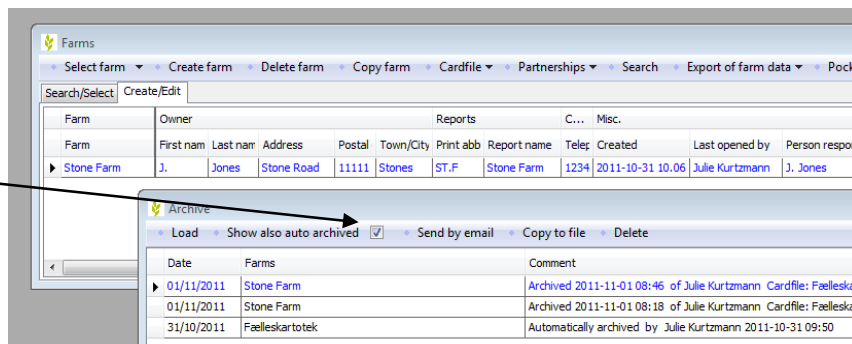 Farms
Select farm Create farm Delete farm Copy farm Cardfile Partnerships Search Export of farm data Pock
Search/Select Create/Edit
Farm Owner Reports C... Misc.
Farm First nam Last nam Address Postal Town/City Print abb Report name Telep Created Last opened by Person respo
Stone Farm J. Jones Stone Road 11111 Stones ST.F Stone Farm 1234 2011-10-31 10.06 Julie Kurtzmann J. Jones
Archive
Load Show also auto archived Send by email Copy to file Delete
Date Farms Comment
01/11/2011 Stone Farm Archived 2011-11-01 08:46 of Julie Kurtzmann Cardfile: Fælleska
01/11/2011 Stone Farm Archived 2011-11-01 08:18 of Julie Kurtzmann Cardfile: Fælleska
31/10/2011 Fælleskartotek Automatically archived by Julie Kurtzmann 2011-10-31 09:50